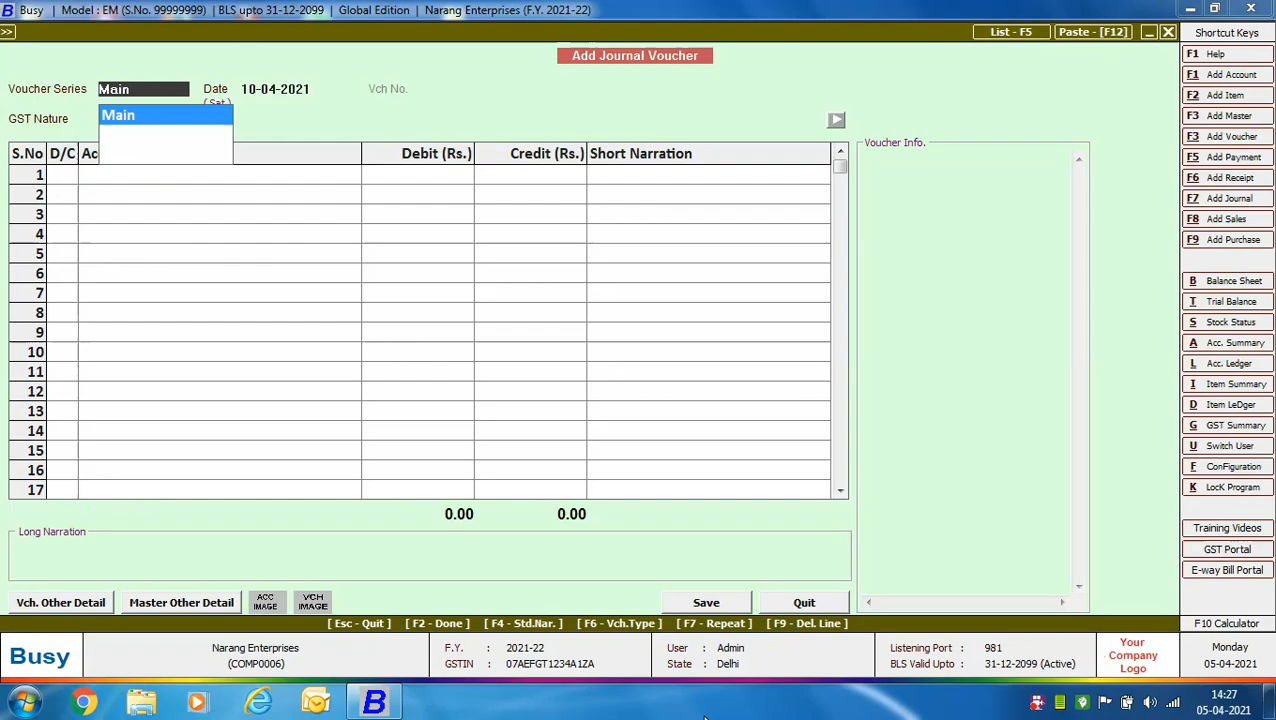 Busy | Model : EM (S.No. 99999999) | BLS upto 31-12-2099 | Global Edition | Narang Enterprises (F.Y. 2021-22)
>> List - F5 Paste - [F12]
Add Journal Voucher
Voucher Series Main Date 10-04-2021 Vch No.
(Sat)
Main
GST Nature
S.No D/C Ac Debit (Rs.) Credit (Rs.) Short Narration
1
2
3
4
5
6
7
8
9
10
11
12
13
14
15
16
17
0.00 0.00
Long Narration
Voucher Info.
Vch. Other Detail Master Other Detail ACC IMAGE VCH IMAGE Save Quit
[ Esc - Quit ] [ F2 - Done ] [ F4 - Std.Nar. ] [ F6 - Vch.Type ] [ F7 - Repeat ] [ F9 - Del. Line ]
Shortcut Keys
F1 Help
F1 Add Account
F2 Add Item
F3 Add Master
F3 Add Voucher
F5 Add Payment
F6 Add Receipt
F7 Add Journal
F8 Add Sales
F9 Add Purchase
B Balance Sheet
T Trial Balance
S Stock Status
A Acc. Summary
L Acc. Ledger
I Item Summary
D Item LeDger
G GST Summary
U Switch User
F ConFiguration
K LocK Program
Training Videos
GST Portal
E-way Bill Portal
F10 Calculator
Busy
Narang Enterprises
(COMP0006)
F.Y. : 2021-22
GSTIN : 07AEFGT1234A1ZA
User : Admin
State : Delhi
Listening Port : 981
BLS Valid Upto : 31-12-2099 (Active)
Your
Company
Logo
Monday
05-04-2021
14:27
05-04-2021